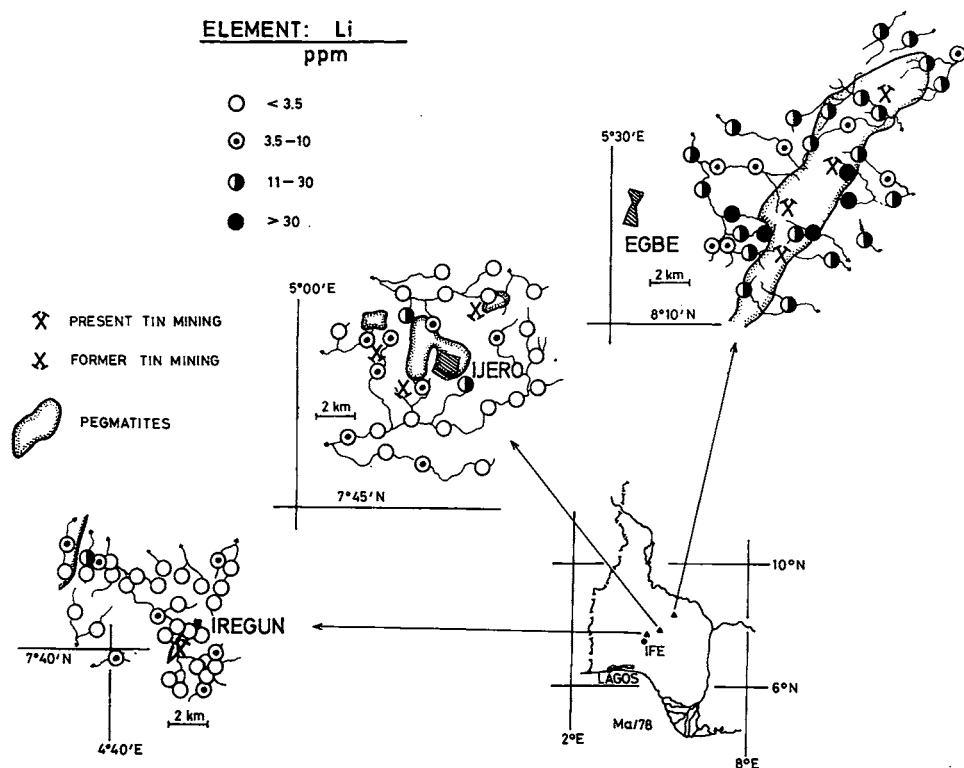 ELEMENT: Li
ppm
< 3.5
3.5–10
11–30
> 30
PRESENT TIN MINING
FORMER TIN MINING
PEGMATITES
5°30'E
EGBE
2 km
8°10'N
5°00'E
IJERO
2 km
7°45'N
IREGUN
7°40'N
2 km
4°40'E
10°N
IFE
LAGOS
6°N
Ma/78
2°E
8°E